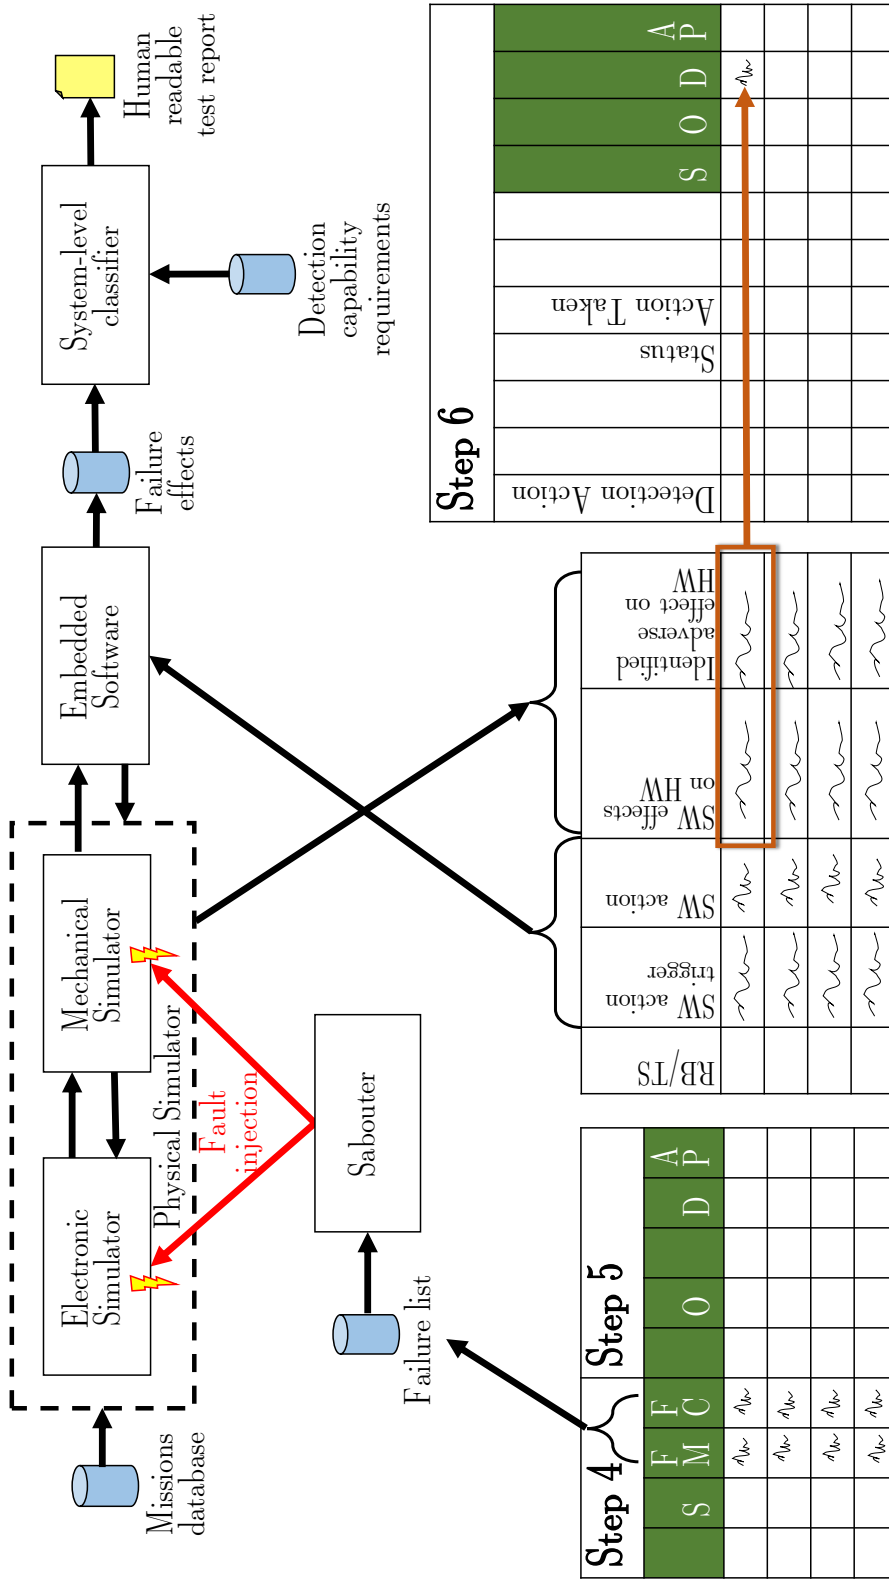 Missions
database
Electronic
Simulator
Mechanical
Simulator
Physical Simulator
Fault
injection
Embedded
Software
Failure
effects
System-level
classifier
Human
readable
test report
Detection
capability
requirements
Failure list
Sabouter
Step 4
Step 5
S
F
M
F
C
O
D
A
P
RB/TS
SW action
trigger
SW action
SW effects
on HW
Identified
adverse
effect on
HW
Step 6
Detection Action
Status
Action Taken
S
O
D
A
P